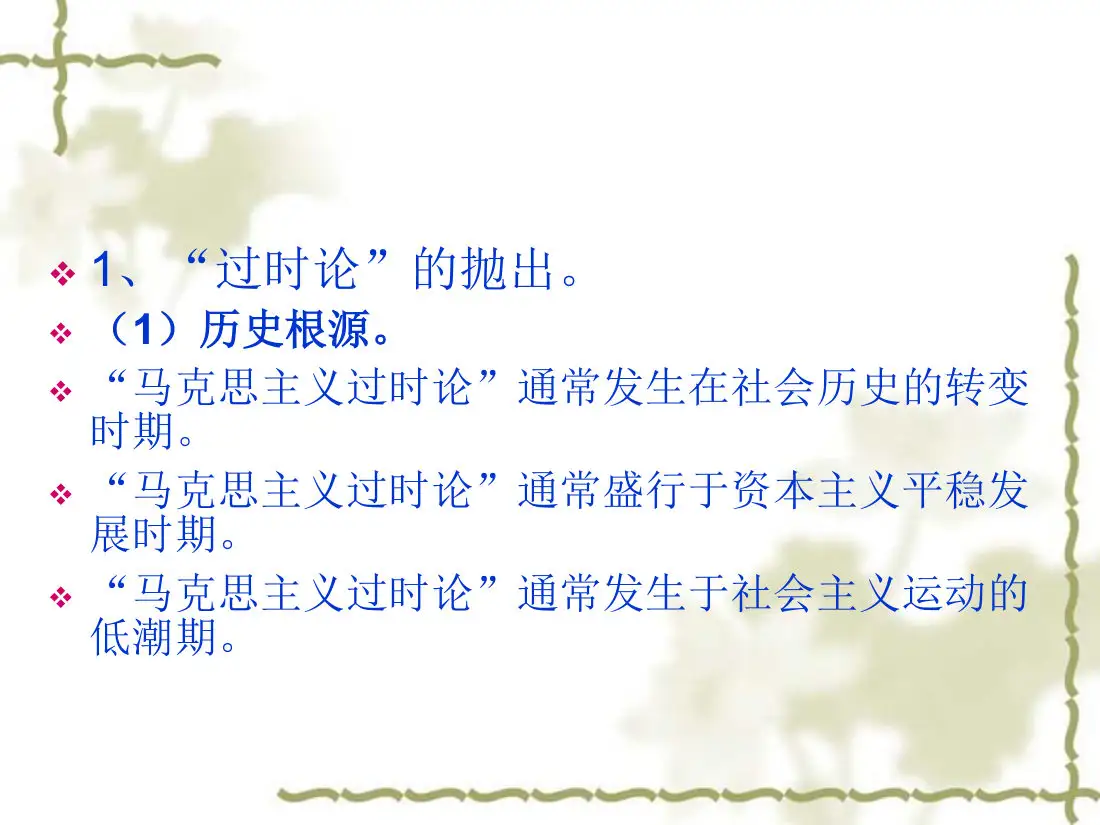 1、“过时论”的抛出。
（1）历史根源。
“马克思主义过时论”通常发生在社会历史的转变
时期。
“马克思主义过时论”通常盛行于资本主义平稳发
展时期。
“马克思主义过时论”通常发生于社会主义运动的
低潮期。